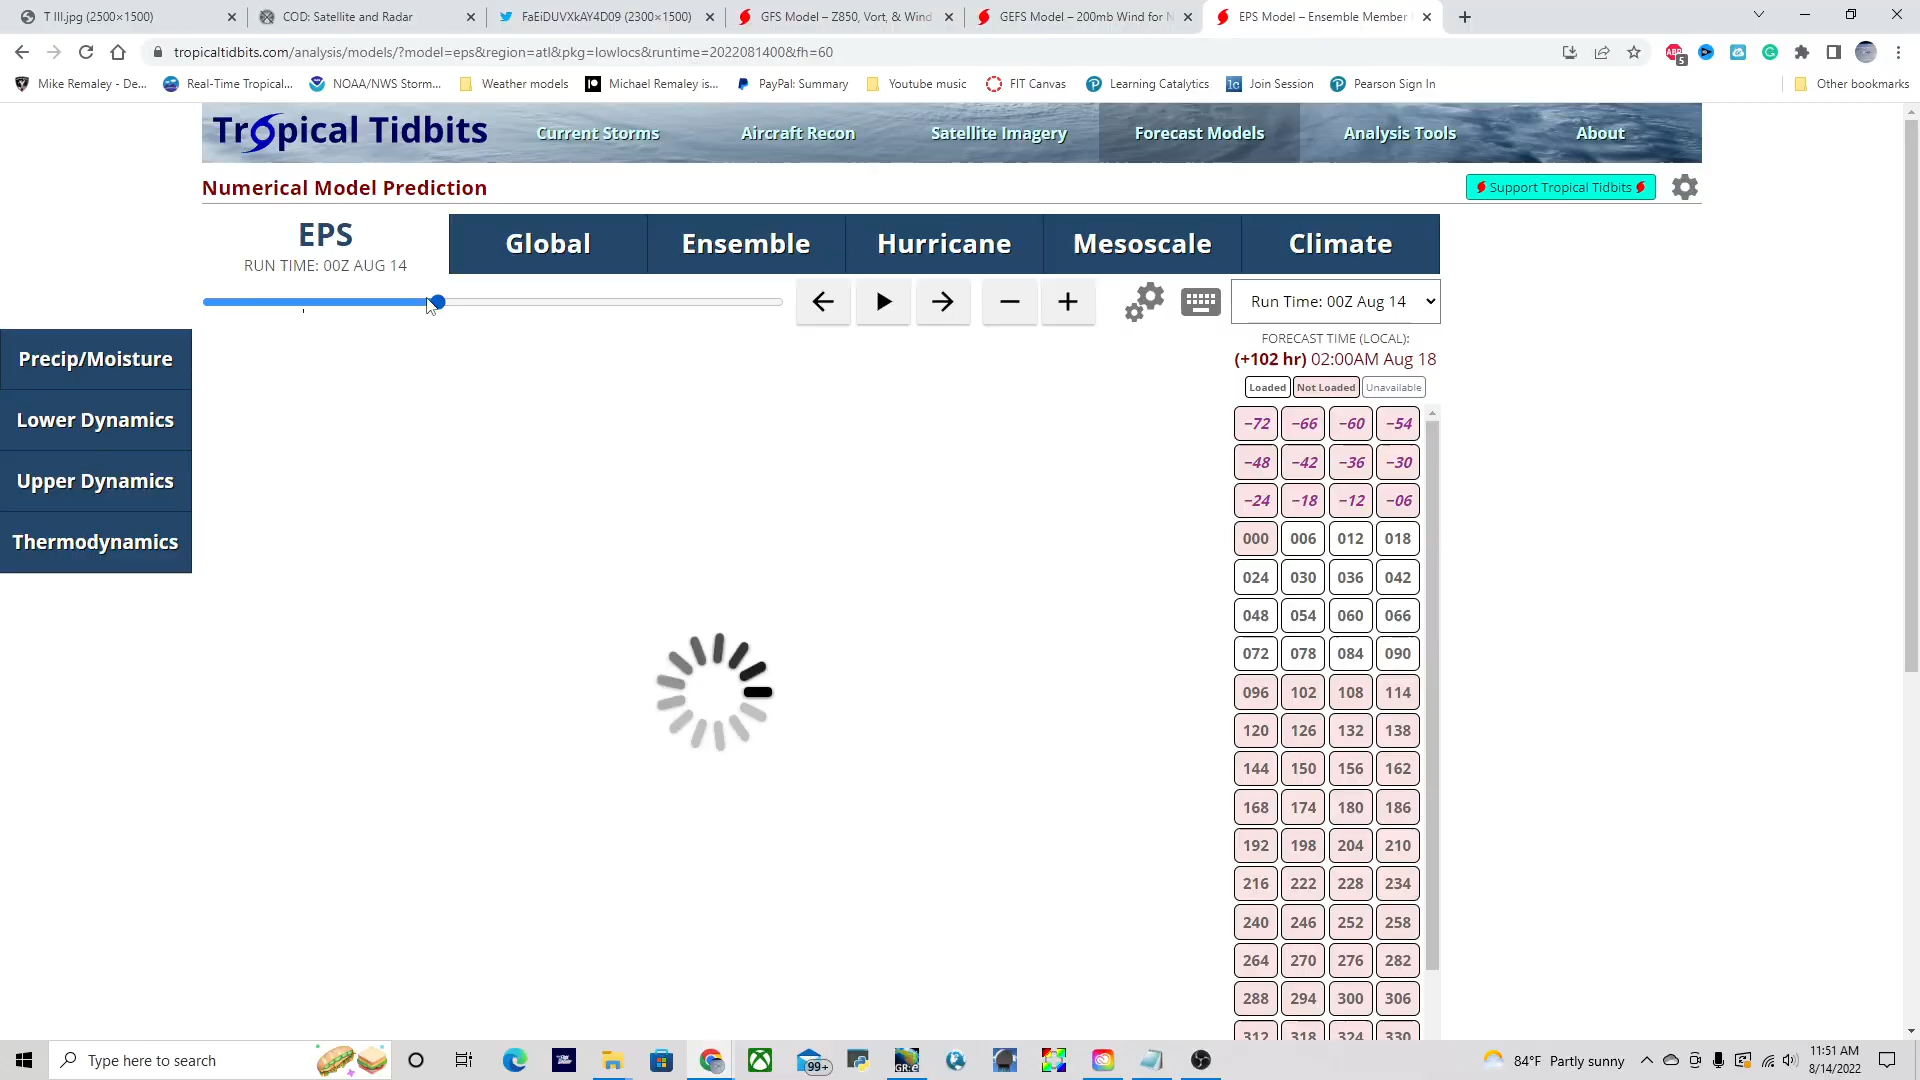 T III.jpg (2500×1500)
COD: Satellite and Radar
FaEiDUVXkAY4D09 (2300×1500)
GFS Model – Z850, Vort, & Wind
GEFS Model – 200mb Wind for N
EPS Model – Ensemble Member
tropicaltidbits.com/analysis/models/?model=eps&region=atl&pkg=lowlocs&runtime=2022081400&fh=60
ABP
5
Mike Remaley - De...
Real-Time Tropical...
NOAA/NWS Storm...
Weather models
Michael Remaley is...
PayPal: Summary
Youtube music
FIT Canvas
Learning Catalytics
lc
Join Session
Pearson Sign In
Other bookmarks
Tropical Tidbits
Current Storms
Aircraft Recon
Satellite Imagery
Forecast Models
Analysis Tools
About
Numerical Model Prediction
Support Tropical Tidbits
EPS
RUN TIME: 00Z AUG 14
Global
Ensemble
Hurricane
Mesoscale
Climate
Run Time: 00Z Aug 14
FORECAST TIME (LOCAL):
(+102 hr) 02:00AM Aug 18
Loaded Not Loaded Unavailable
Precip/Moisture
Lower Dynamics
Upper Dynamics
Thermodynamics
−72 −66 −60 −54
−48 −42 −36 −30
−24 −18 −12 −06
000 006 012 018
024 030 036 042
048 054 060 066
072 078 084 090
096 102 108 114
120 126 132 138
144 150 156 162
168 174 180 186
192 198 204 210
216 222 228 234
240 246 252 258
264 270 276 282
288 294 300 306
312 318 324 330
Type here to search
99+
GR2
84°F Partly sunny
11:51 AM
8/14/2022